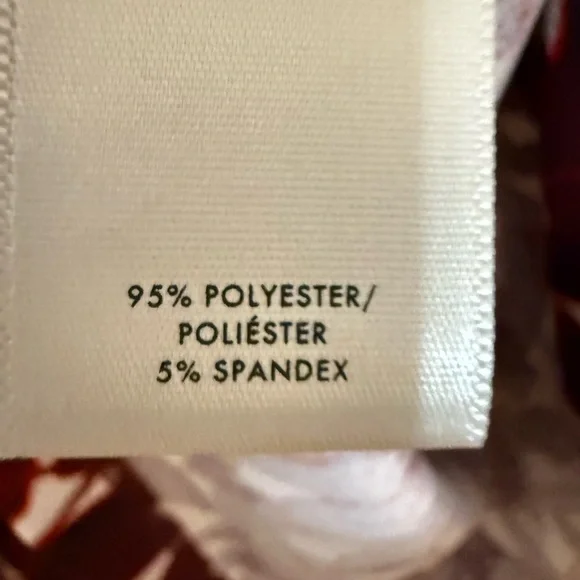 95% POLYESTER/
POLIÉSTER
5% SPANDEX